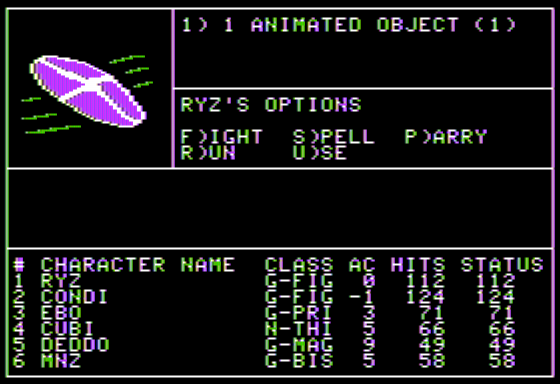 1) 1 ANIMATED OBJECT (1)
RYZ'S OPTIONS
F)IGHT S)PELL P)ARRY
R)UN U)SE
# CHARACTER NAME CLASS AC HITS STATUS
1 RYZ G-FIG 0 112 112
2 CONDI G-FIG -1 124 124
3 EBO G-PRI 3 71 71
4 CUBI N-THI 5 66 66
5 DEDDO G-MAG 9 49 49
6 MNZ G-BIS 5 58 58